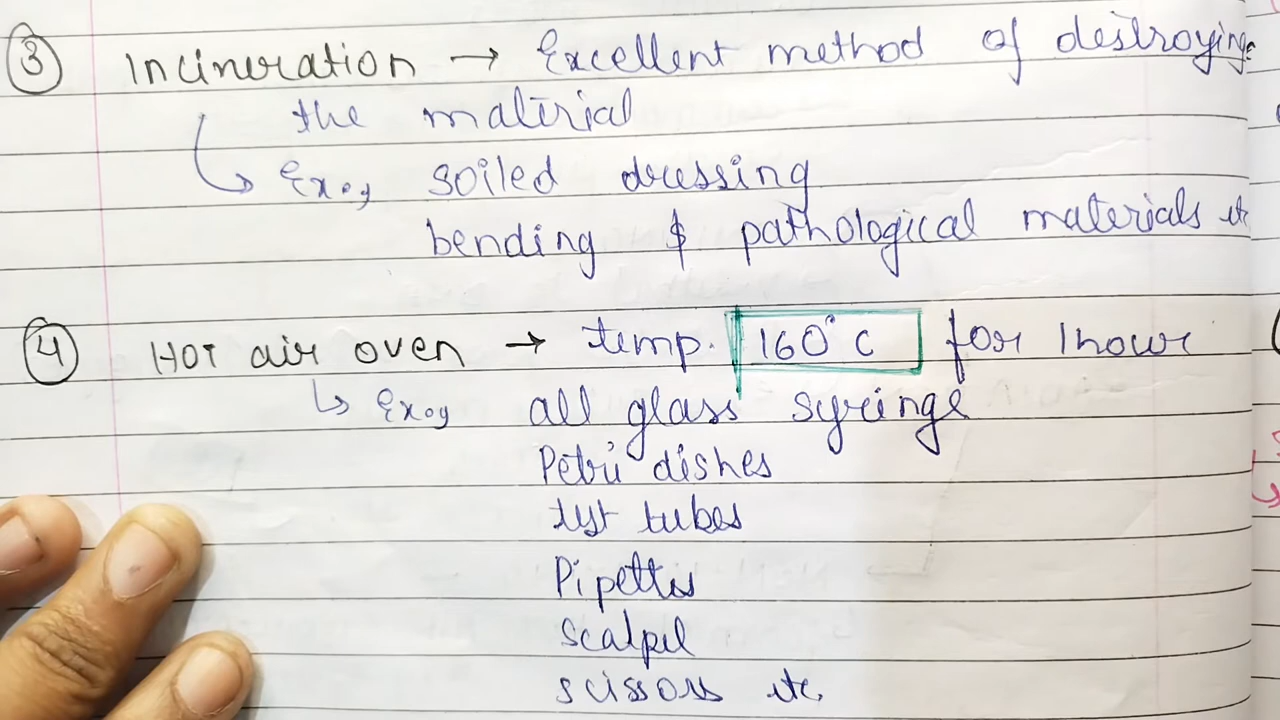 ③ Incineration → Excellent method of destroying
the material
↳ Ex. soiled dressing
bending & pathological materials etc
④ Hot air oven → temp. 160°C for 1 hour
↳ Ex. all glass syringe
Petri dishes
test tubes
Pipettes
Scalpel
scissors etc.